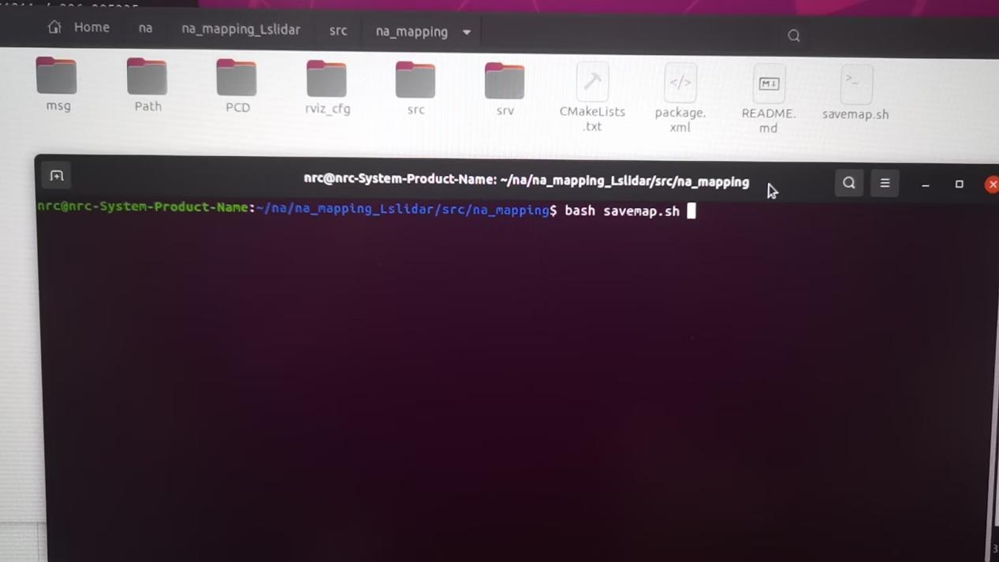 Home na na_mapping_Lslidar src na_mapping
msg Path PCD rviz_cfg src srv CMakeLists.txt package.xml README.md savemap.sh
nrc@nrc-System-Product-Name: ~/na/na_mapping_Lslidar/src/na_mapping
nrc@nrc-System-Product-Name:~/na/na_mapping_Lslidar/src/na_mapping$ bash savemap.sh